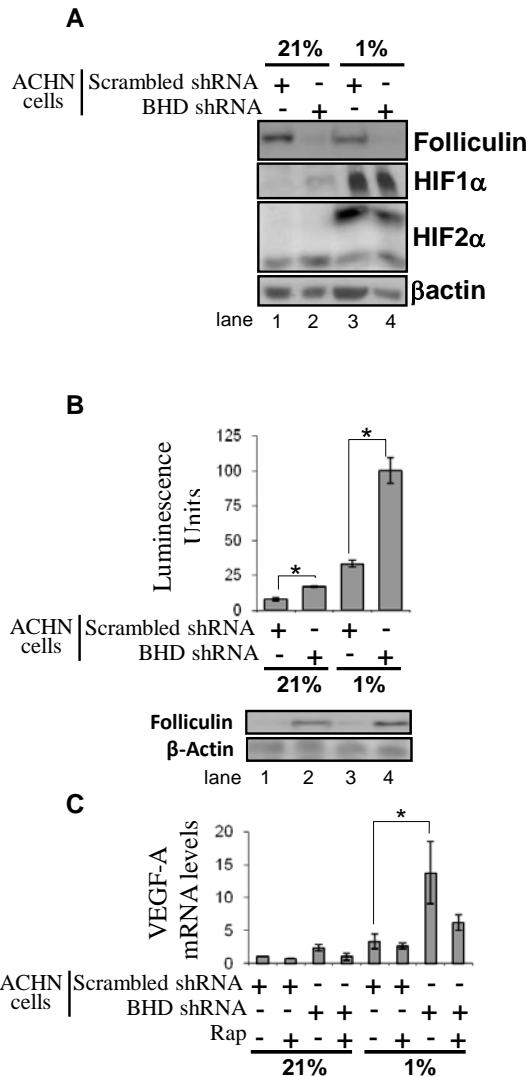 A
21% 1%
ACHN cells Scrambled shRNA + - + -
BHD shRNA - + - +
Folliculin
HIF1α
HIF2α
βactin
lane 1 2 3 4
B
Luminescence Units
125
100
75
50
25
0
* *
ACHN cells Scrambled shRNA + - + -
BHD shRNA - + - +
21% 1%
Folliculin
β-Actin
lane 1 2 3 4
C
VEGF-A mRNA levels
20
15
10
5
0
*
ACHN cells Scrambled shRNA + + - - + + - -
BHD shRNA - - + + - - + +
Rap - + - + - + - +
21% 1%